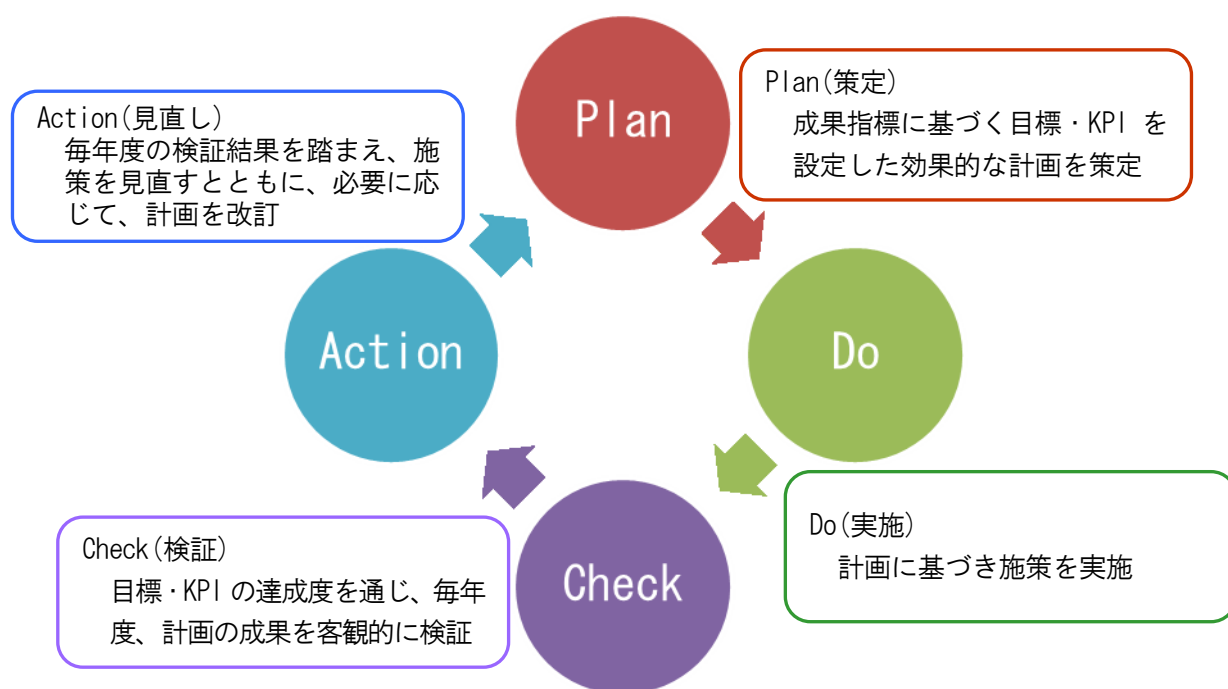 Plan
Plan(策定)
成果指標に基づく目標・KPI を
設定した効果的な計画を策定
Action(見直し)
毎年度の検証結果を踏まえ、施
策を見直すとともに、必要に応
じて、計画を改訂
Action
Do
Do(実施)
計画に基づき施策を実施
Check(検証)
目標・KPI の達成度を通じ、毎年
度、計画の成果を客観的に検証
Check